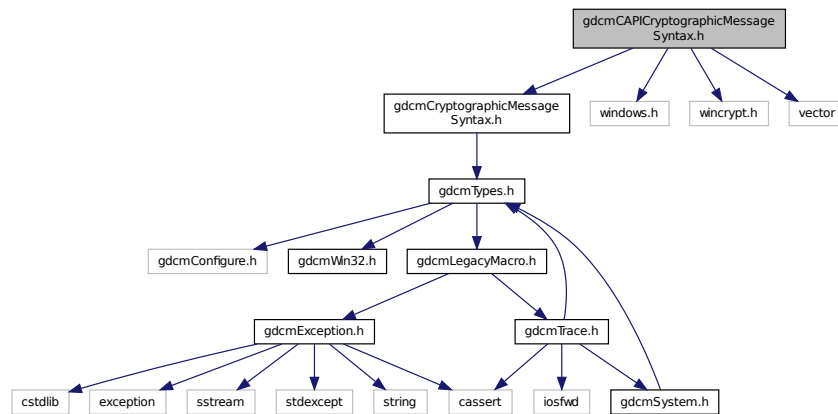 gdcmCAPICryptographicMessage
Syntax.h
gdcmCryptographicMessage
Syntax.h
windows.h
wincrypt.h
vector
gdcmTypes.h
gdcmConfigure.h
gdcmWin32.h
gdcmLegacyMacro.h
gdcmException.h
gdcmTrace.h
cstdlib
exception
sstream
stdexcept
string
cassert
iosfwd
gdcmSystem.h